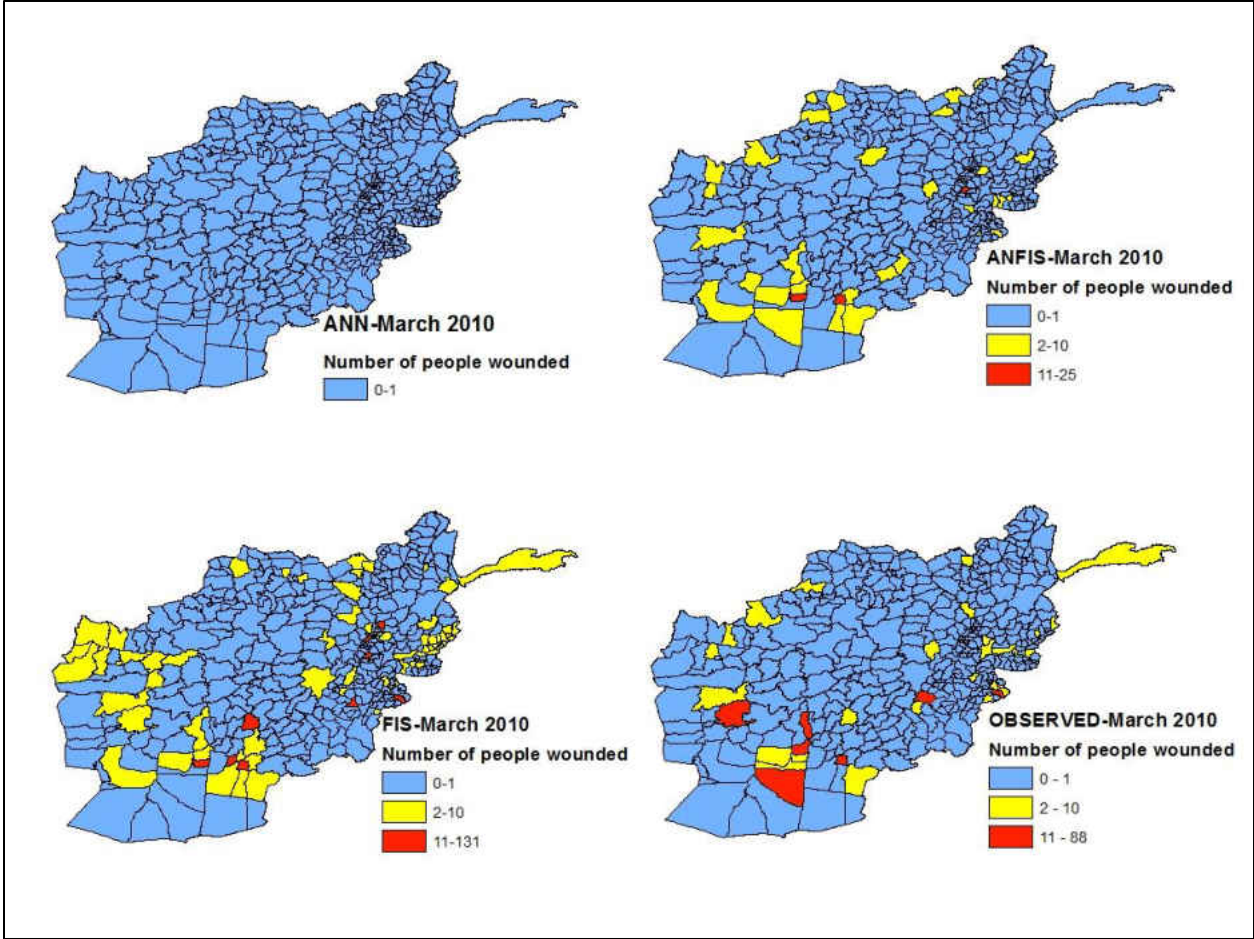 ANN-March 2010
Number of people wounded
0-1
ANFIS-March 2010
Number of people wounded
0-1
2-10
11-25
FIS-March 2010
Number of people wounded
0-1
2-10
11-131
OBSERVED-March 2010
Number of people wounded
0 - 1
2 - 10
11 - 88